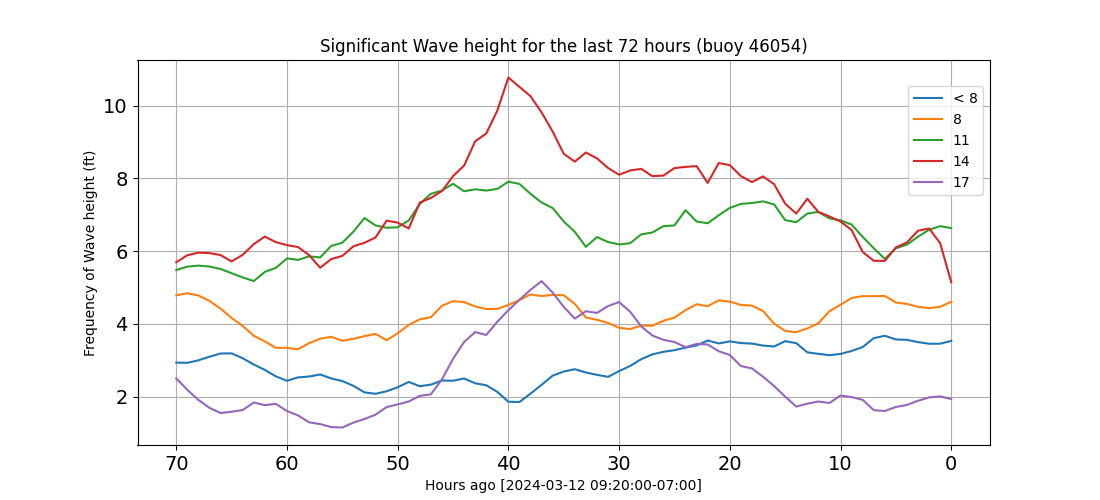 Significant Wave height for the last 72 hours (buoy 46054)
Frequency of Wave height (ft)
10
8
6
4
2
< 8
8
11
14
17
70 60 50 40 30 20 10 0
Hours ago [2024-03-12 09:20:00-07:00]